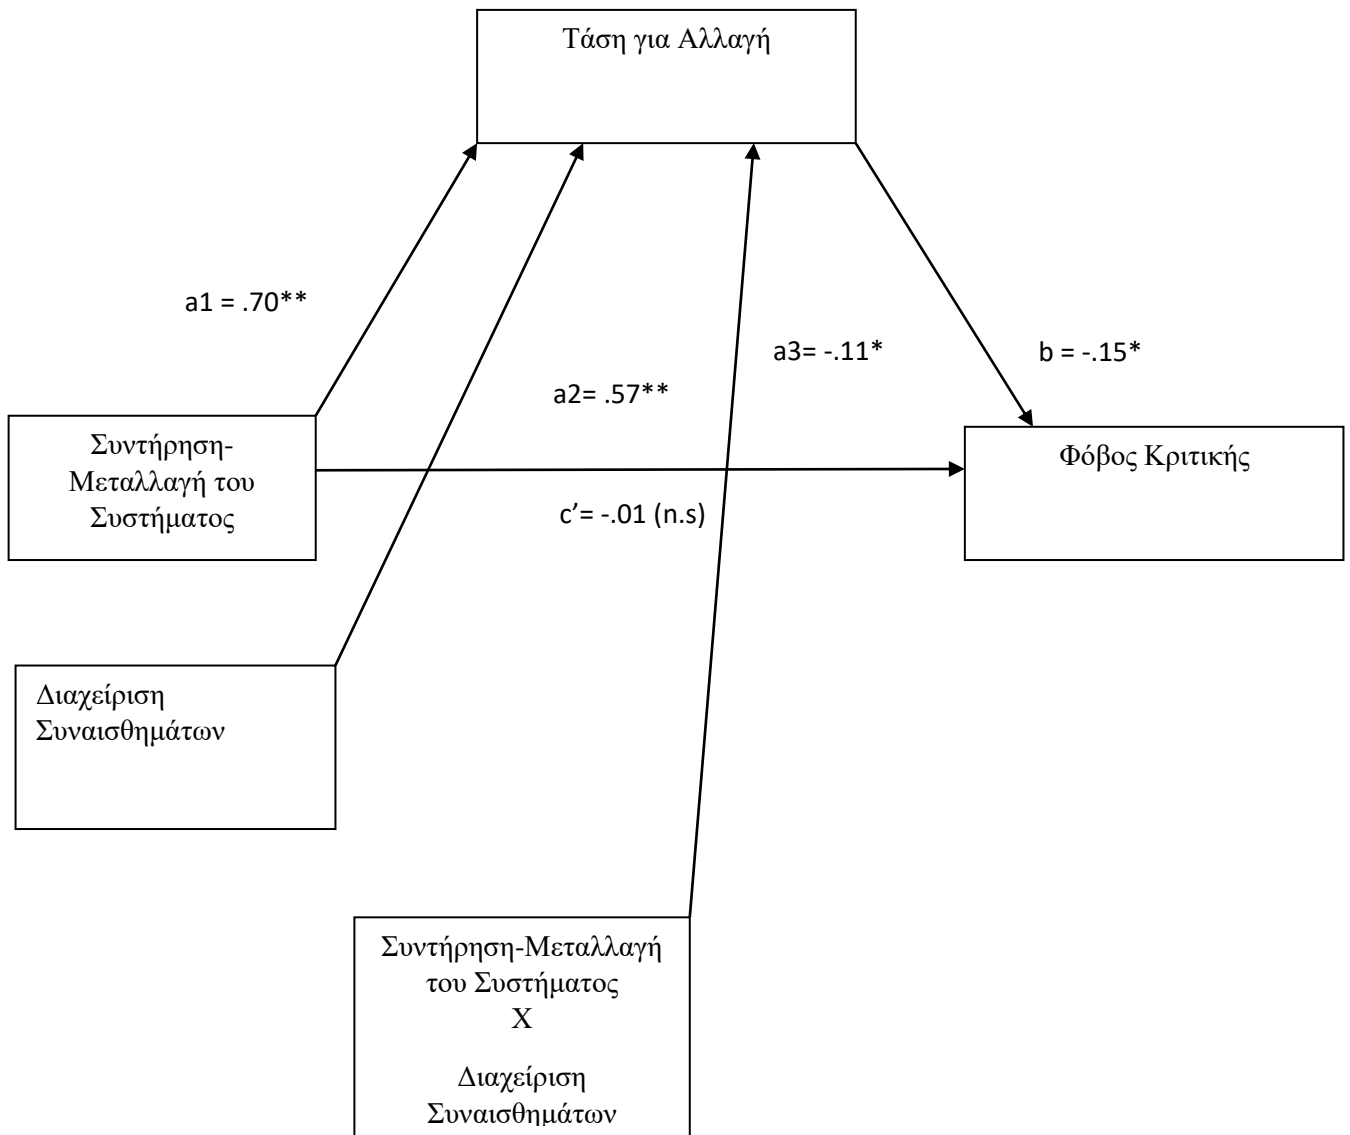 Τάση για Αλλαγή
a1 = .70**
a3= -.11*
b = -.15*
a2= .57**
Συντήρηση-
Μεταλλαγή του
Συστήματος
Φόβος Κριτικής
c’= -.01 (n.s)
Διαχείριση
Συναισθημάτων
Συντήρηση-Μεταλλαγή
του Συστήματος
Χ
Διαχείριση
Συναισθημάτων